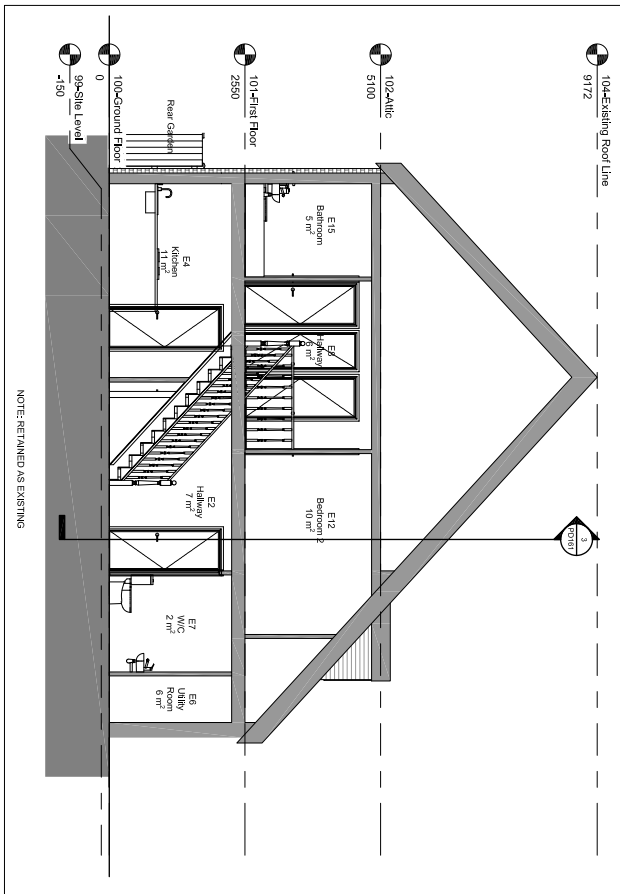 104-Existing Roof Line
9172
3
PD161
102-Attic
5100
E15
Bathroom
5 m²
E8
Hallway
6 m²
E12
Bedroom 2
10 m²
101-First Floor
2550
Rear Garden
E4
Kitchen
11 m²
E2
Hallway
7 m²
E7
W/C
2 m²
E6
Utility
Room
6 m²
100-Ground Floor
0
99-Site Level
-150
NOTE: RETAINED AS EXISTING